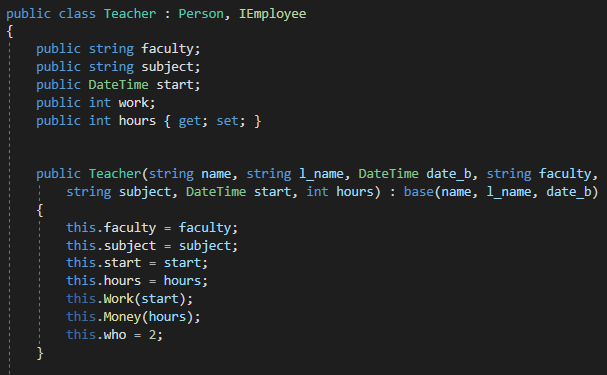 public class Teacher : Person, IEmployee
{
public string faculty;
public string subject;
public DateTime start;
public int work;
public int hours { get; set; }
public Teacher(string name, string l_name, DateTime date_b, string faculty,
string subject, DateTime start, int hours) : base(name, l_name, date_b)
{
this.faculty = faculty;
this.subject = subject;
this.start = start;
this.hours = hours;
this.Work(start);
this.Money(hours);
this.who = 2;
}